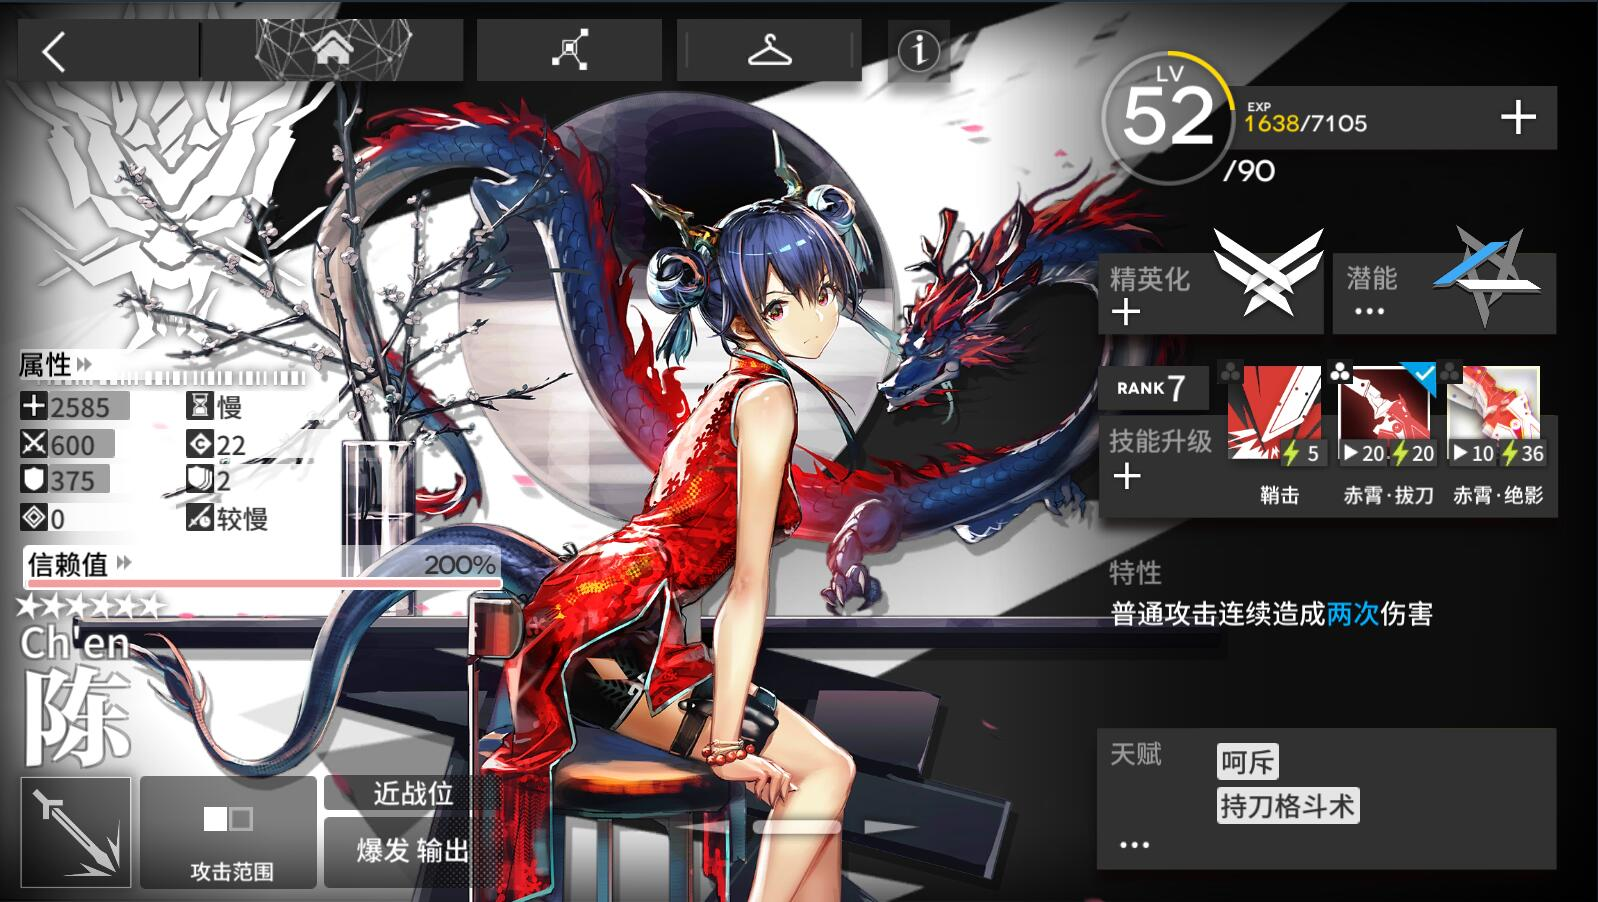 LV
52
/90
EXP
1638/7105
精英化
潜能
属性
2585
慢
600
22
375
2
0
较慢
信赖值
200%
Ch'en
陈
近战位
爆发 输出
攻击范围
RANK 7
技能升级
5
20 20
10 36
鞘击
赤霄·拔刀
赤霄·绝影
特性
普通攻击连续造成两次伤害
天赋
呵斥
持刀格斗术